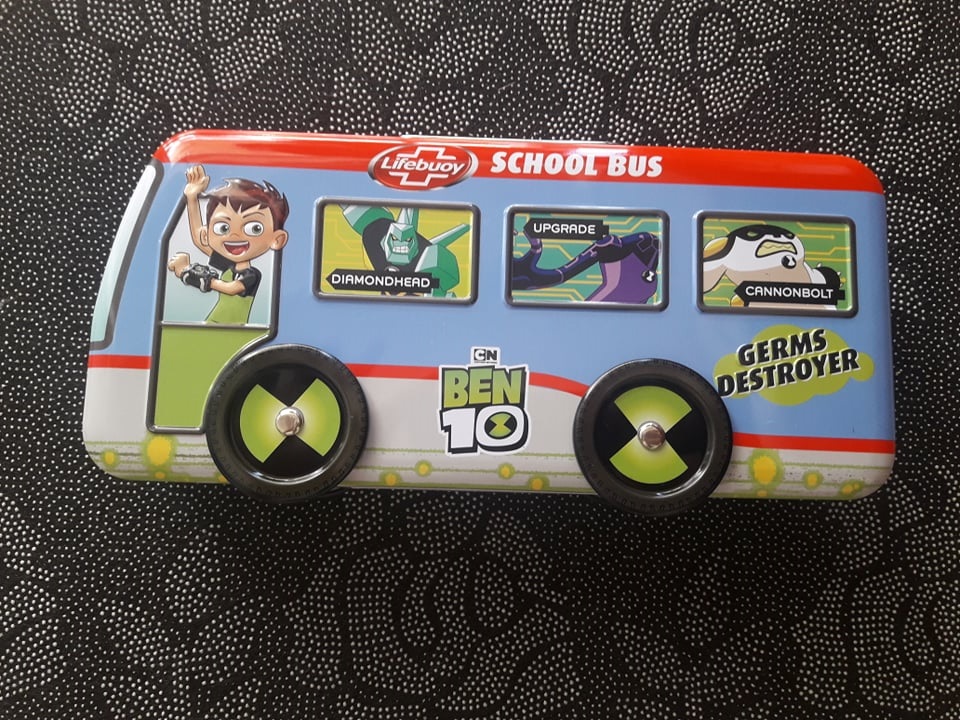 Lifebuoy SCHOOL BUS
DIAMONDHEAD
UPGRADE
CANNONBOLT
GERMS
DESTROYER
CN
BEN
10